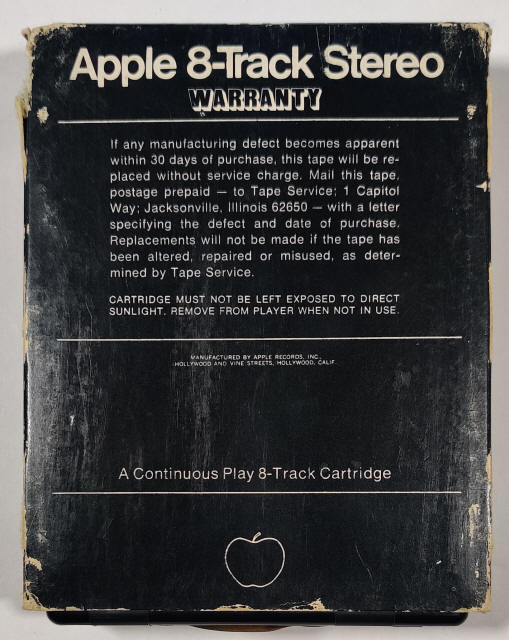 Apple 8-Track Stereo
WARRANTY
If any manufacturing defect becomes apparent
within 30 days of purchase, this tape will be re-
placed without service charge. Mail this tape,
postage prepaid — to Tape Service; 1 Capitol
Way; Jacksonville, Illinois 62650 — with a letter
specifying the defect and date of purchase.
Replacements will not be made if the tape has
been altered, repaired or misused, as deter-
mined by Tape Service.
CARTRIDGE MUST NOT BE LEFT EXPOSED TO DIRECT
SUNLIGHT. REMOVE FROM PLAYER WHEN NOT IN USE.
MANUFACTURED BY APPLE RECORDS, INC.,
HOLLYWOOD AND VINE STREETS, HOLLYWOOD, CALIF.
A Continuous Play 8-Track Cartridge